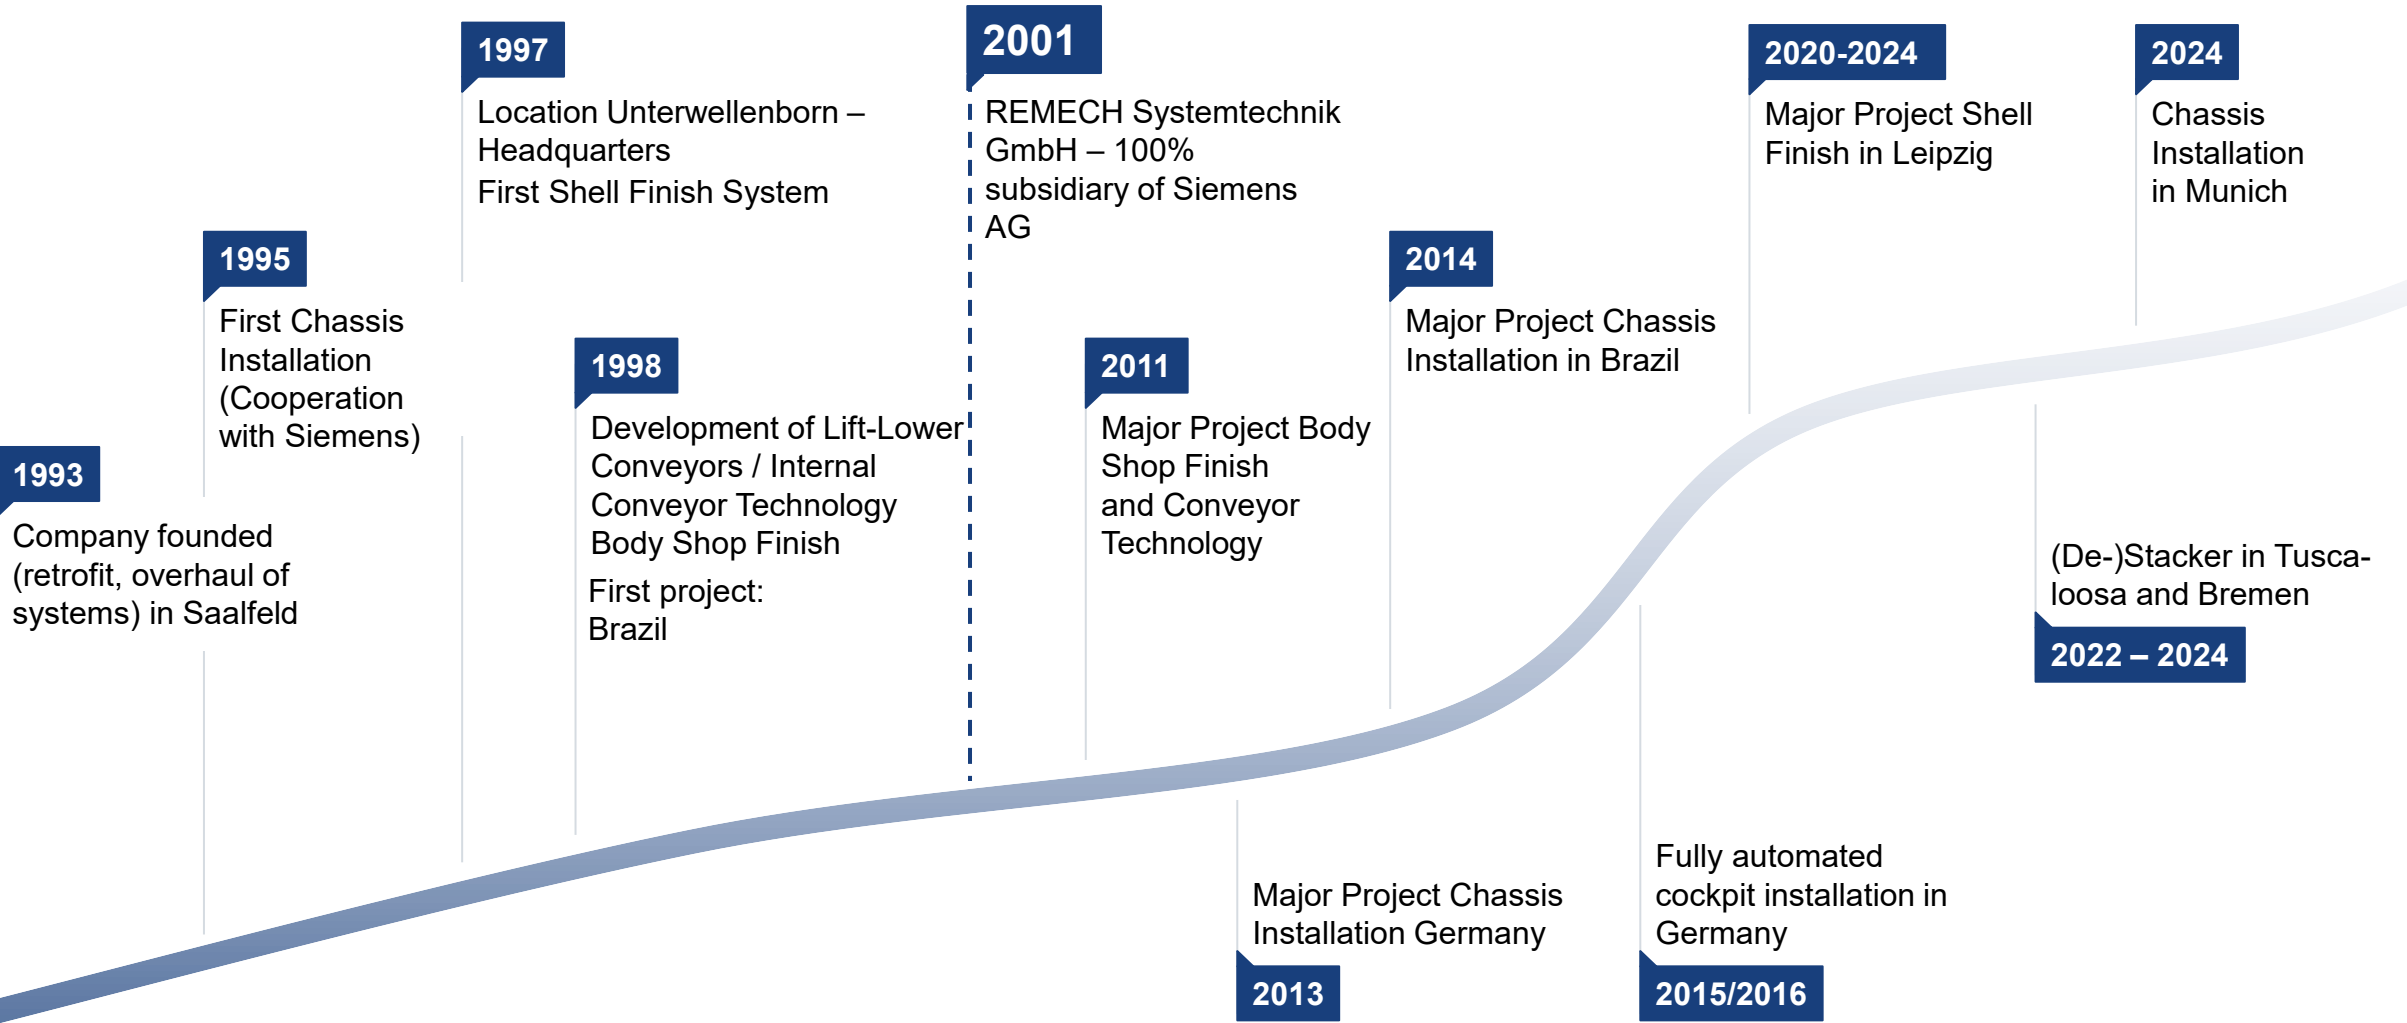 1993
Company founded
(retrofit, overhaul of
systems) in Saalfeld
1995
First Chassis
Installation
(Cooperation
with Siemens)
1997
Location Unterwellenborn –
Headquarters
First Shell Finish System
1998
Development of Lift-Lower
Conveyors / Internal
Conveyor Technology
Body Shop Finish
First project:
Brazil
2001
REMECH Systemtechnik
GmbH – 100%
subsidiary of Siemens
AG
2011
Major Project Body
Shop Finish
and Conveyor
Technology
Major Project Chassis
Installation Germany
2013
2014
Major Project Chassis
Installation in Brazil
Fully automated
cockpit installation in
Germany
2015/2016
2020-2024
Major Project Shell
Finish in Leipzig
(De-)Stacker in Tusca-
loosa and Bremen
2022 – 2024
2024
Chassis
Installation
in Munich